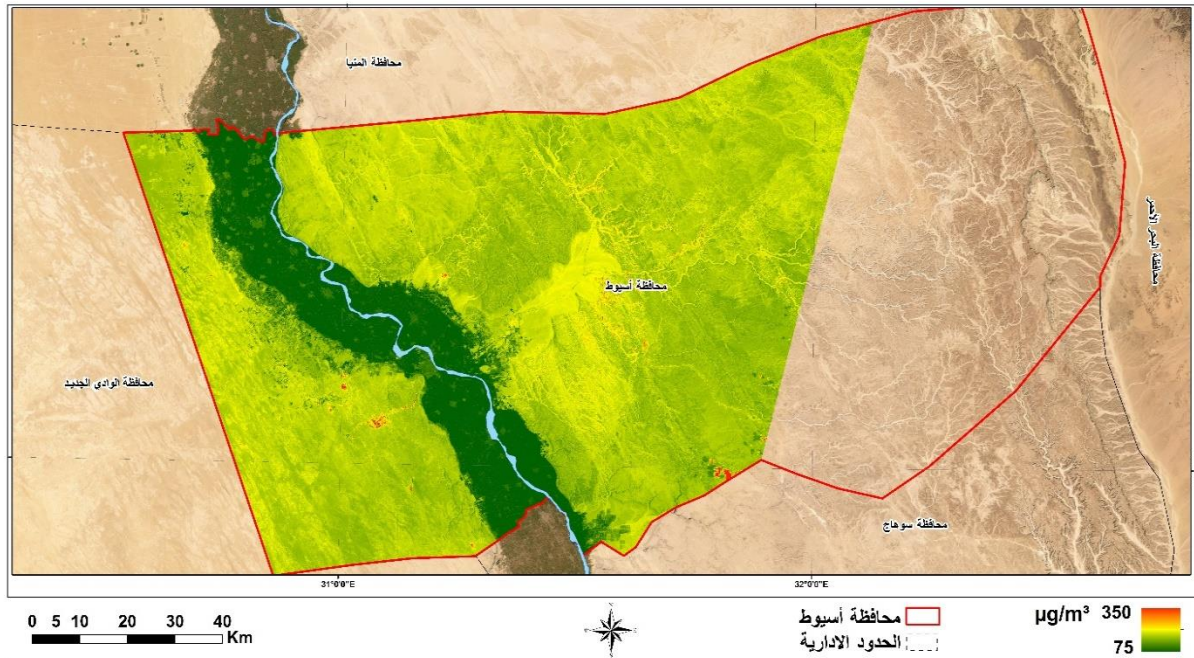 محافظة المنيا
محافظة البحر الأحمر
محافظة أسيوط
محافظة الوادي الجديد
محافظة سوهاج
31°0'0"E
32°0'0"E
0 5 10 20 30 40
Km
محافظة أسيوط
الحدود الادارية
µg/m³ 350
75